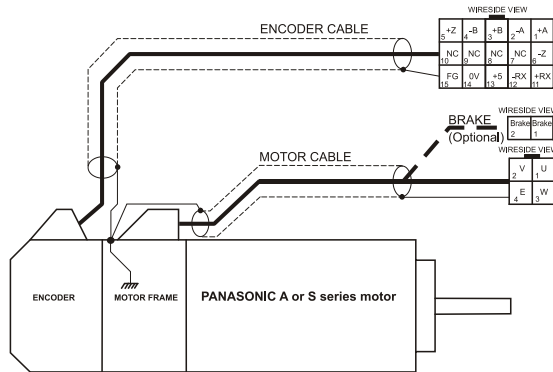 WIRESIDE VIEW
ENCODER CABLE
+Z -B +B -A +A
5 4 3 2 1
NC NC NC NC -Z
10 9 8 7 6
FG 0V +5 -RX +RX
15 14 13 12 11
WIRESIDE VIEW
BRAKE
(Optional)
Brake Brake
2 1
WIRESIDE VIEW
MOTOR CABLE
V U
2 1
E W
4 3
ENCODER
MOTOR FRAME
PANASONIC A or S series motor